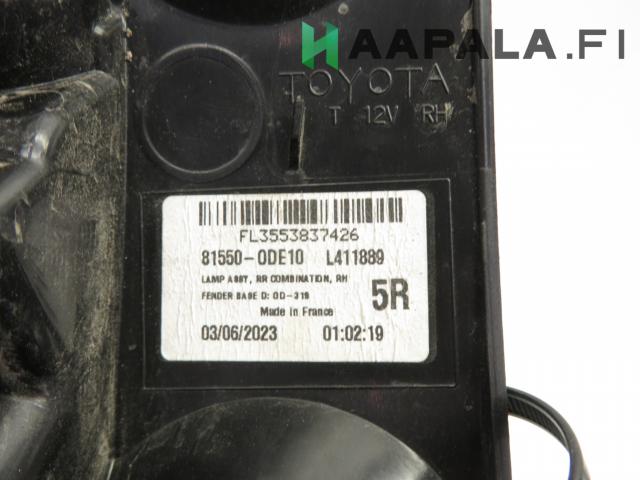 HAAPALA.FI
TOYOTA
T 12V RH
FL3553837426
81550-0DE10 L411889
LAMP ASSY, RR COMBINATION, RH
FENDER BASE D: 0D-319
5R
Made in France
03/06/2023 01:02:19